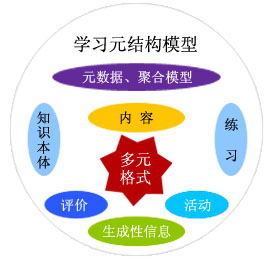 学习元结构模型
元数据、聚合模型
知识本体
内 容
练 习
多元
格式
评价
活动
生成性信息